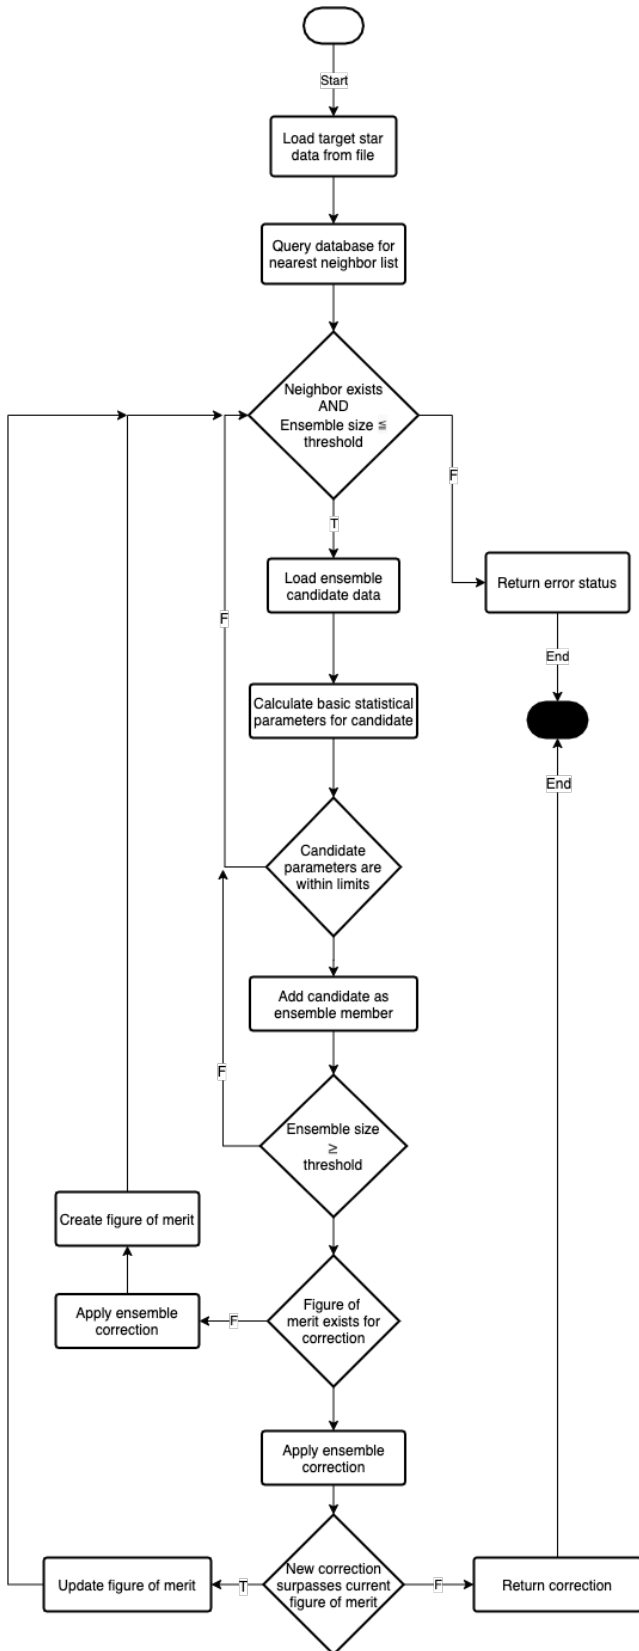 Start
Load target star
data from file
Query database for
nearest neighbor list
Neighbor exists
AND
Ensemble size ≦
threshold
F
T
Load ensemble
candidate data
Return error status
F
End
Calculate basic statistical
parameters for candidate
End
Candidate
parameters are
within limits
Add candidate as
ensemble member
F
Ensemble size
≥
threshold
Create figure of merit
Apply ensemble
correction
F
Figure of
merit exists for
correction
Apply ensemble
correction
Update figure of merit
T
New correction
surpasses current
figure of merit
F
Return correction